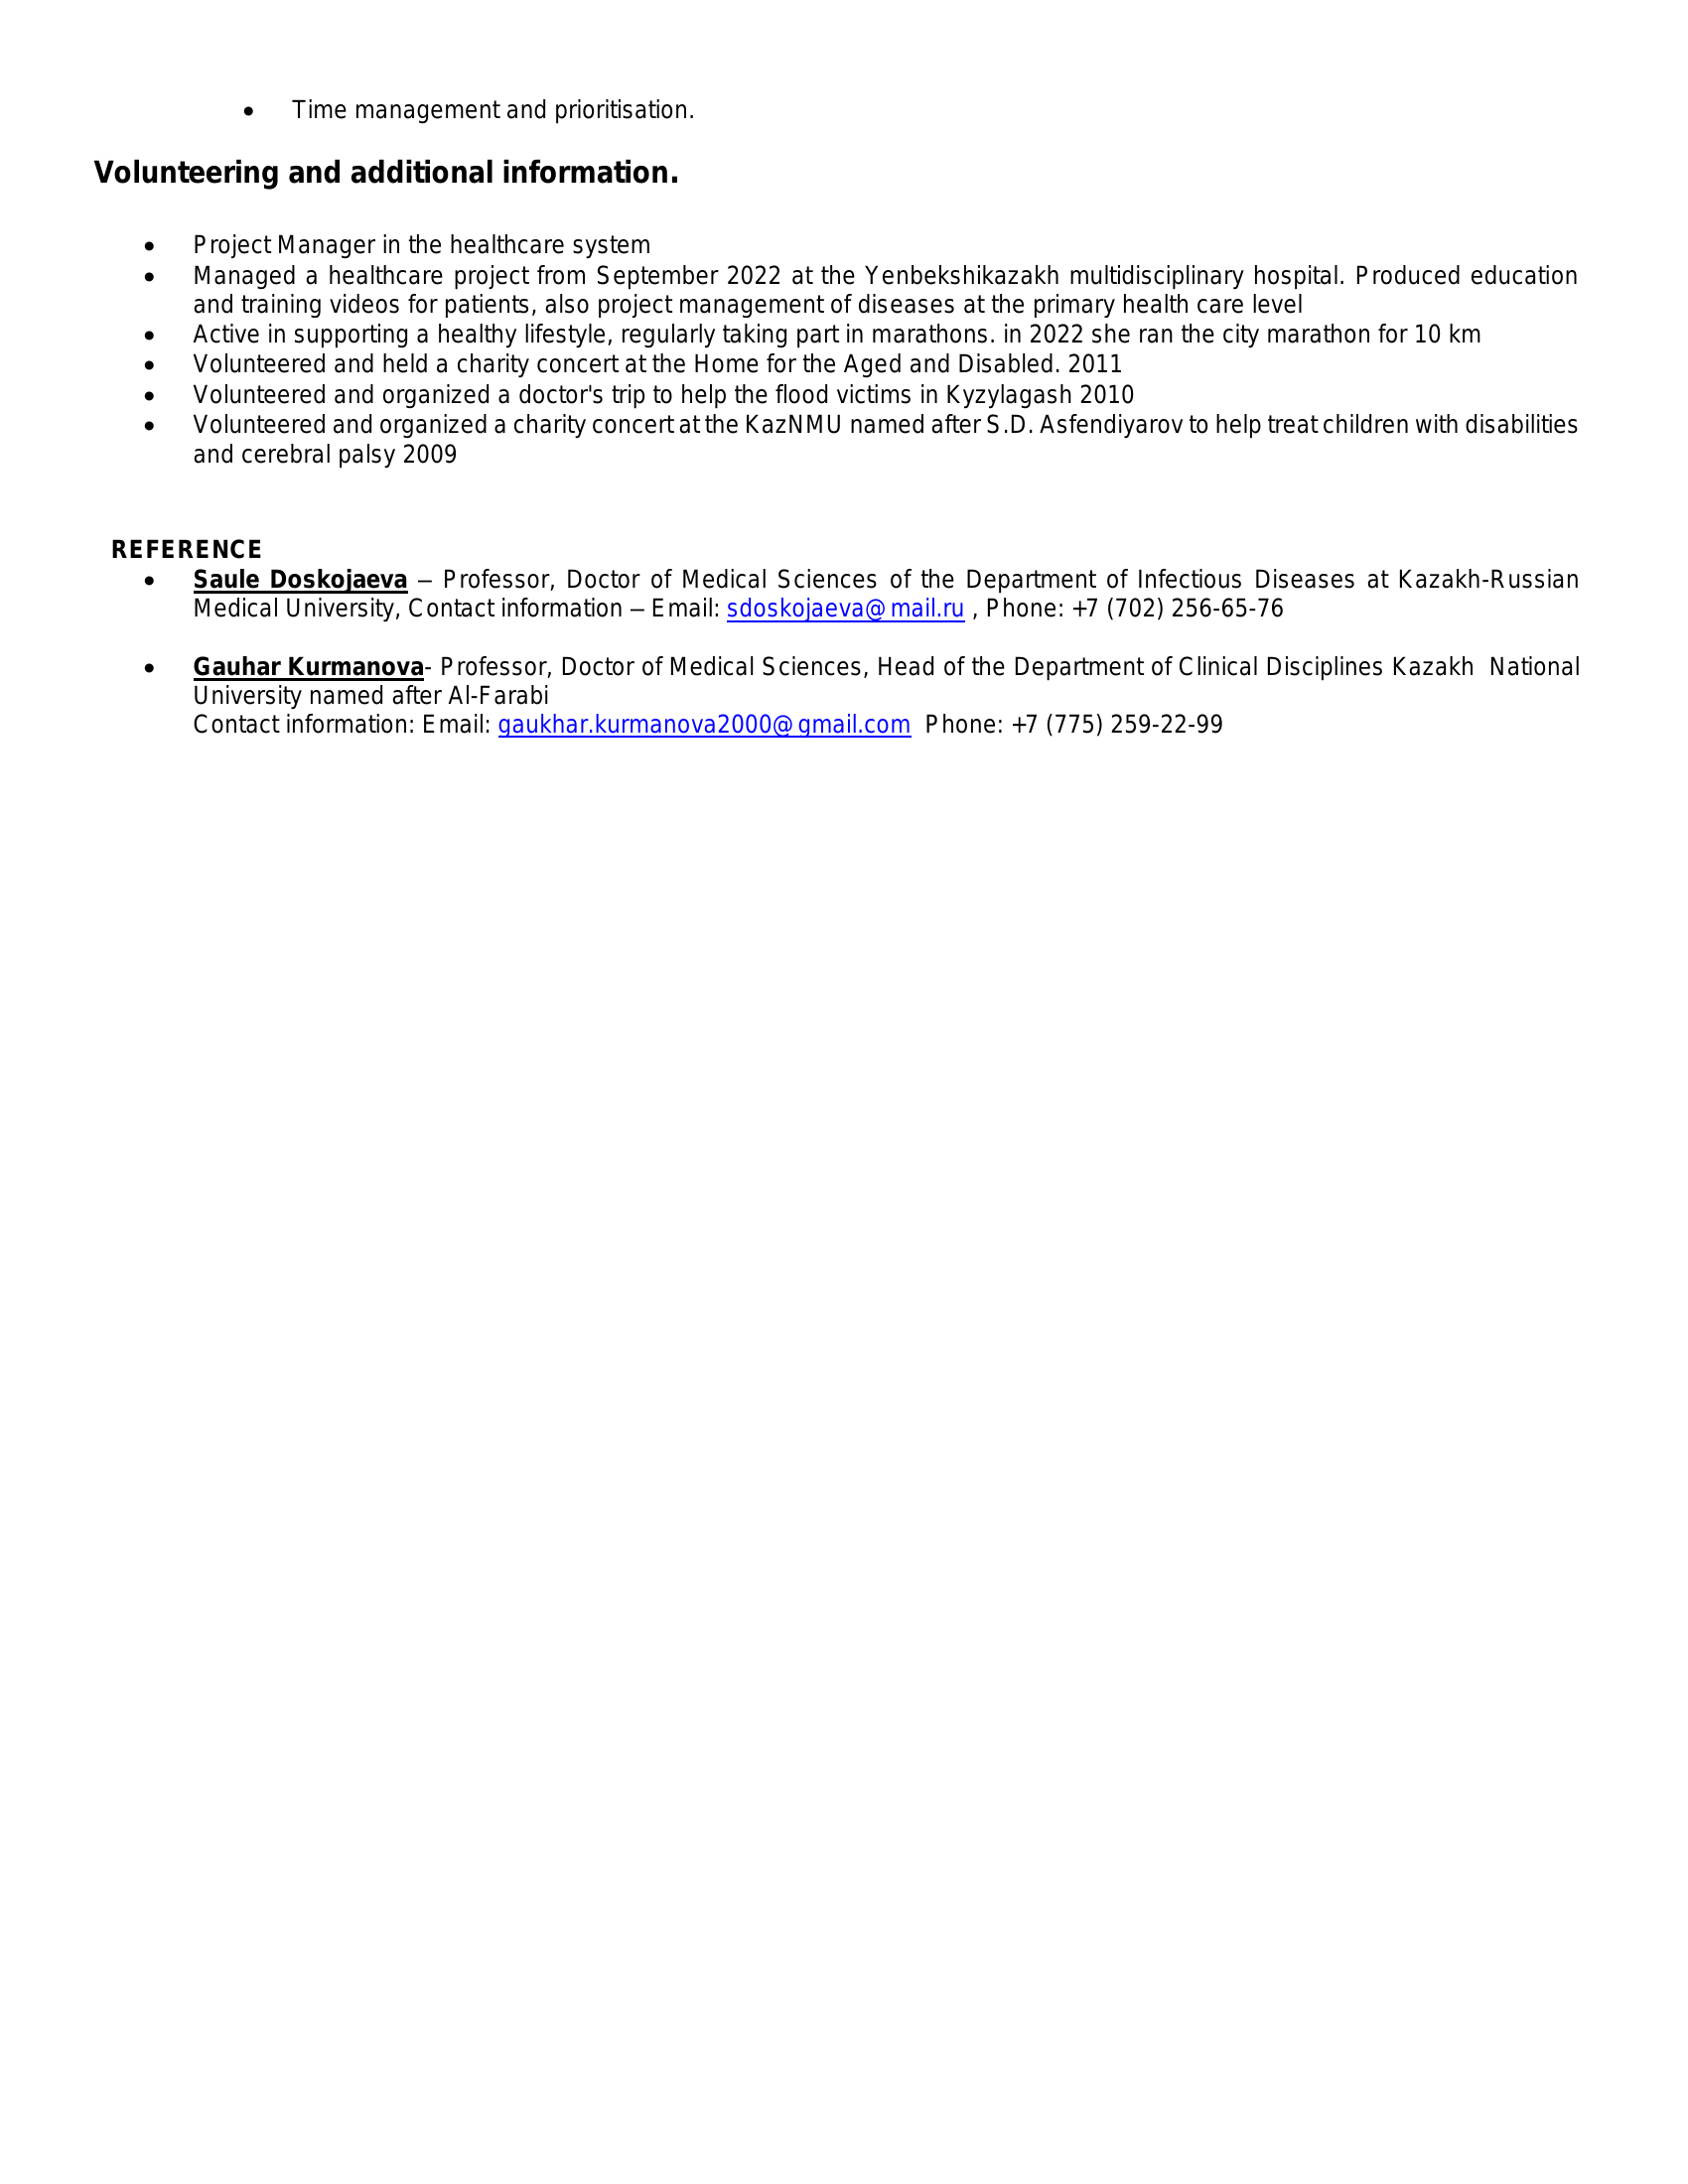 • Time management and prioritisation.
Volunteering and additional information.
• Project Manager in the healthcare system
• Managed a healthcare project from September 2022 at the Yenbekshikazakh multidisciplinary hospital. Produced education
and training videos for patients, also project management of diseases at the primary health care level
• Active in supporting a healthy lifestyle, regularly taking part in marathons. in 2022 she ran the city marathon for 10 km
• Volunteered and held a charity concert at the Home for the Aged and Disabled. 2011
• Volunteered and organized a doctor's trip to help the flood victims in Kyzylagash 2010
• Volunteered and organized a charity concert at the KazNMU named after S.D. Asfendiyarov to help treat children with disabilities
and cerebral palsy 2009
REFERENCE
• Saule Doskojaeva – Professor, Doctor of Medical Sciences of the Department of Infectious Diseases at Kazakh-Russian
Medical University, Contact information – Email: sdoskojaeva@mail.ru , Phone: +7 (702) 256-65-76
• Gauhar Kurmanova- Professor, Doctor of Medical Sciences, Head of the Department of Clinical Disciplines Kazakh National
University named after Al-Farabi
Contact information: Email: gaukhar.kurmanova2000@gmail.com Phone: +7 (775) 259-22-99